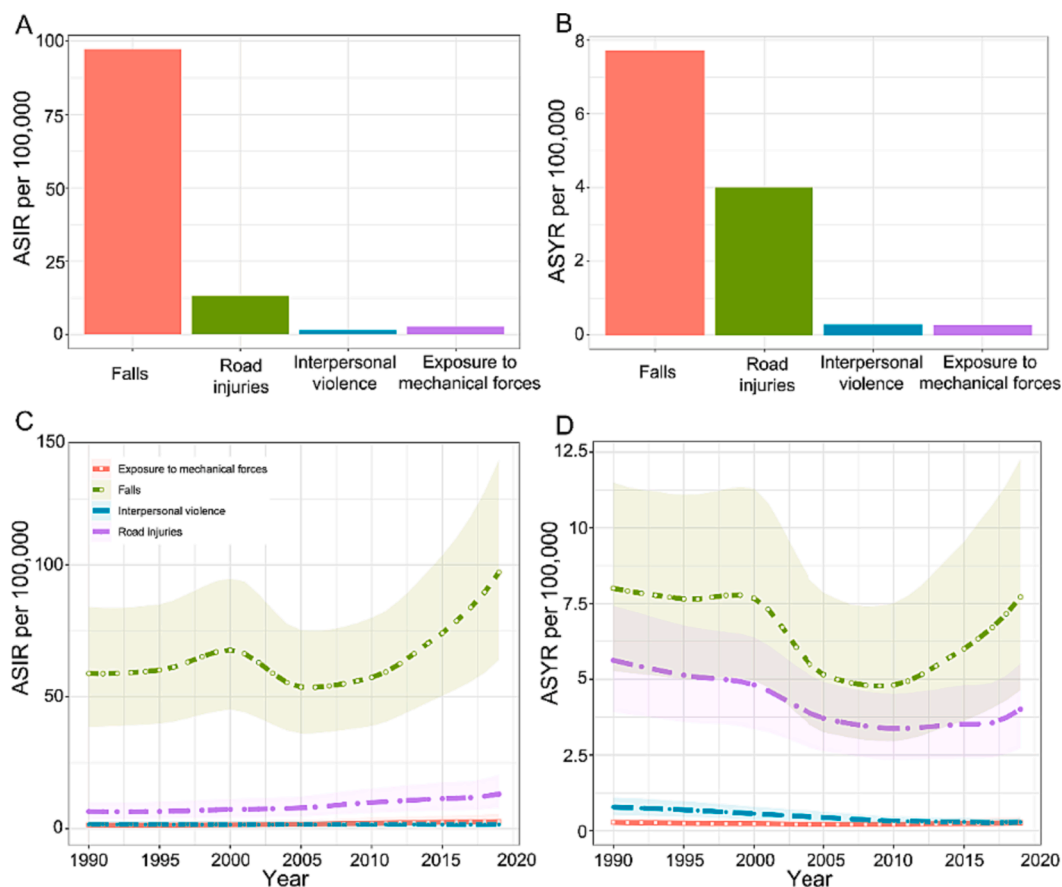 A
ASIR per 100,000
100
75
50
25
0
Falls
Road
injuries
Interpersonal
violence
Exposure to
mechanical forces
B
ASYR per 100,000
8
6
4
2
0
Falls
Road
injuries
Interpersonal
violence
Exposure to
mechanical forces
C
ASIR per 100,000
150
100
50
0
Exposure to mechanical forces
Falls
Interpersonal violence
Road injuries
1990 1995 2000 2005 2010 2015 2020
Year
D
ASYR per 100,000
12.5
10
7.5
5
2.5
0
1990 1995 2000 2005 2010 2015 2020
Year